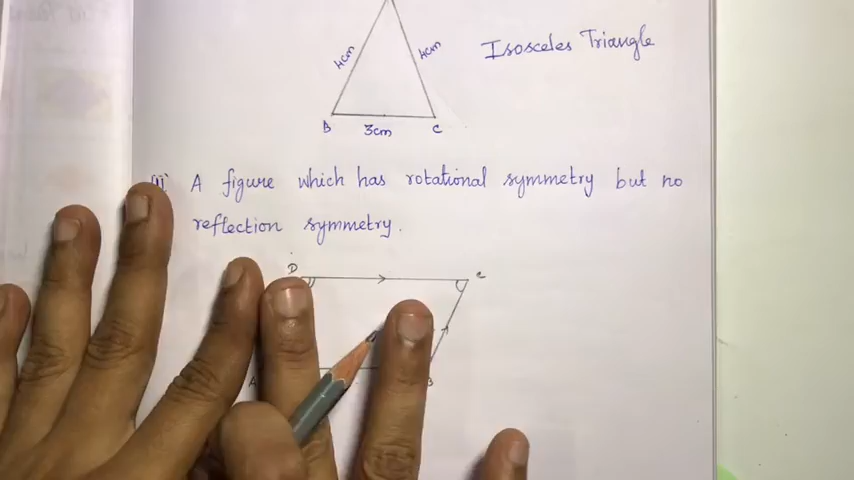 4cm
4cm
Isosceles Triangle
B
3cm
C
(ii) A figure which has rotational symmetry but no
reflection symmetry.
D
C
A
B